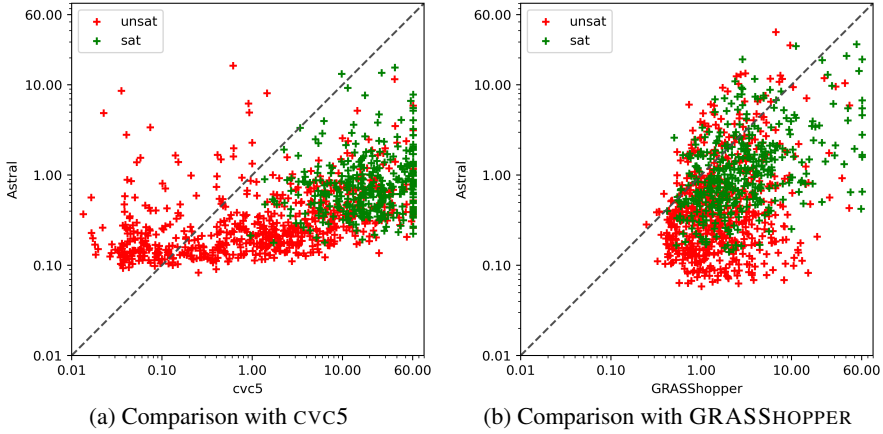 60.00
10.00
1.00
0.10
0.01
Astral
unsat
sat
0.01 0.10 1.00 10.00 60.00
cvc5
(a) Comparison with CVC5
60.00
10.00
1.00
0.10
0.01
Astral
unsat
sat
0.01 0.10 1.00 10.00 60.00
GRASShopper
(b) Comparison with GRASSHOPPER